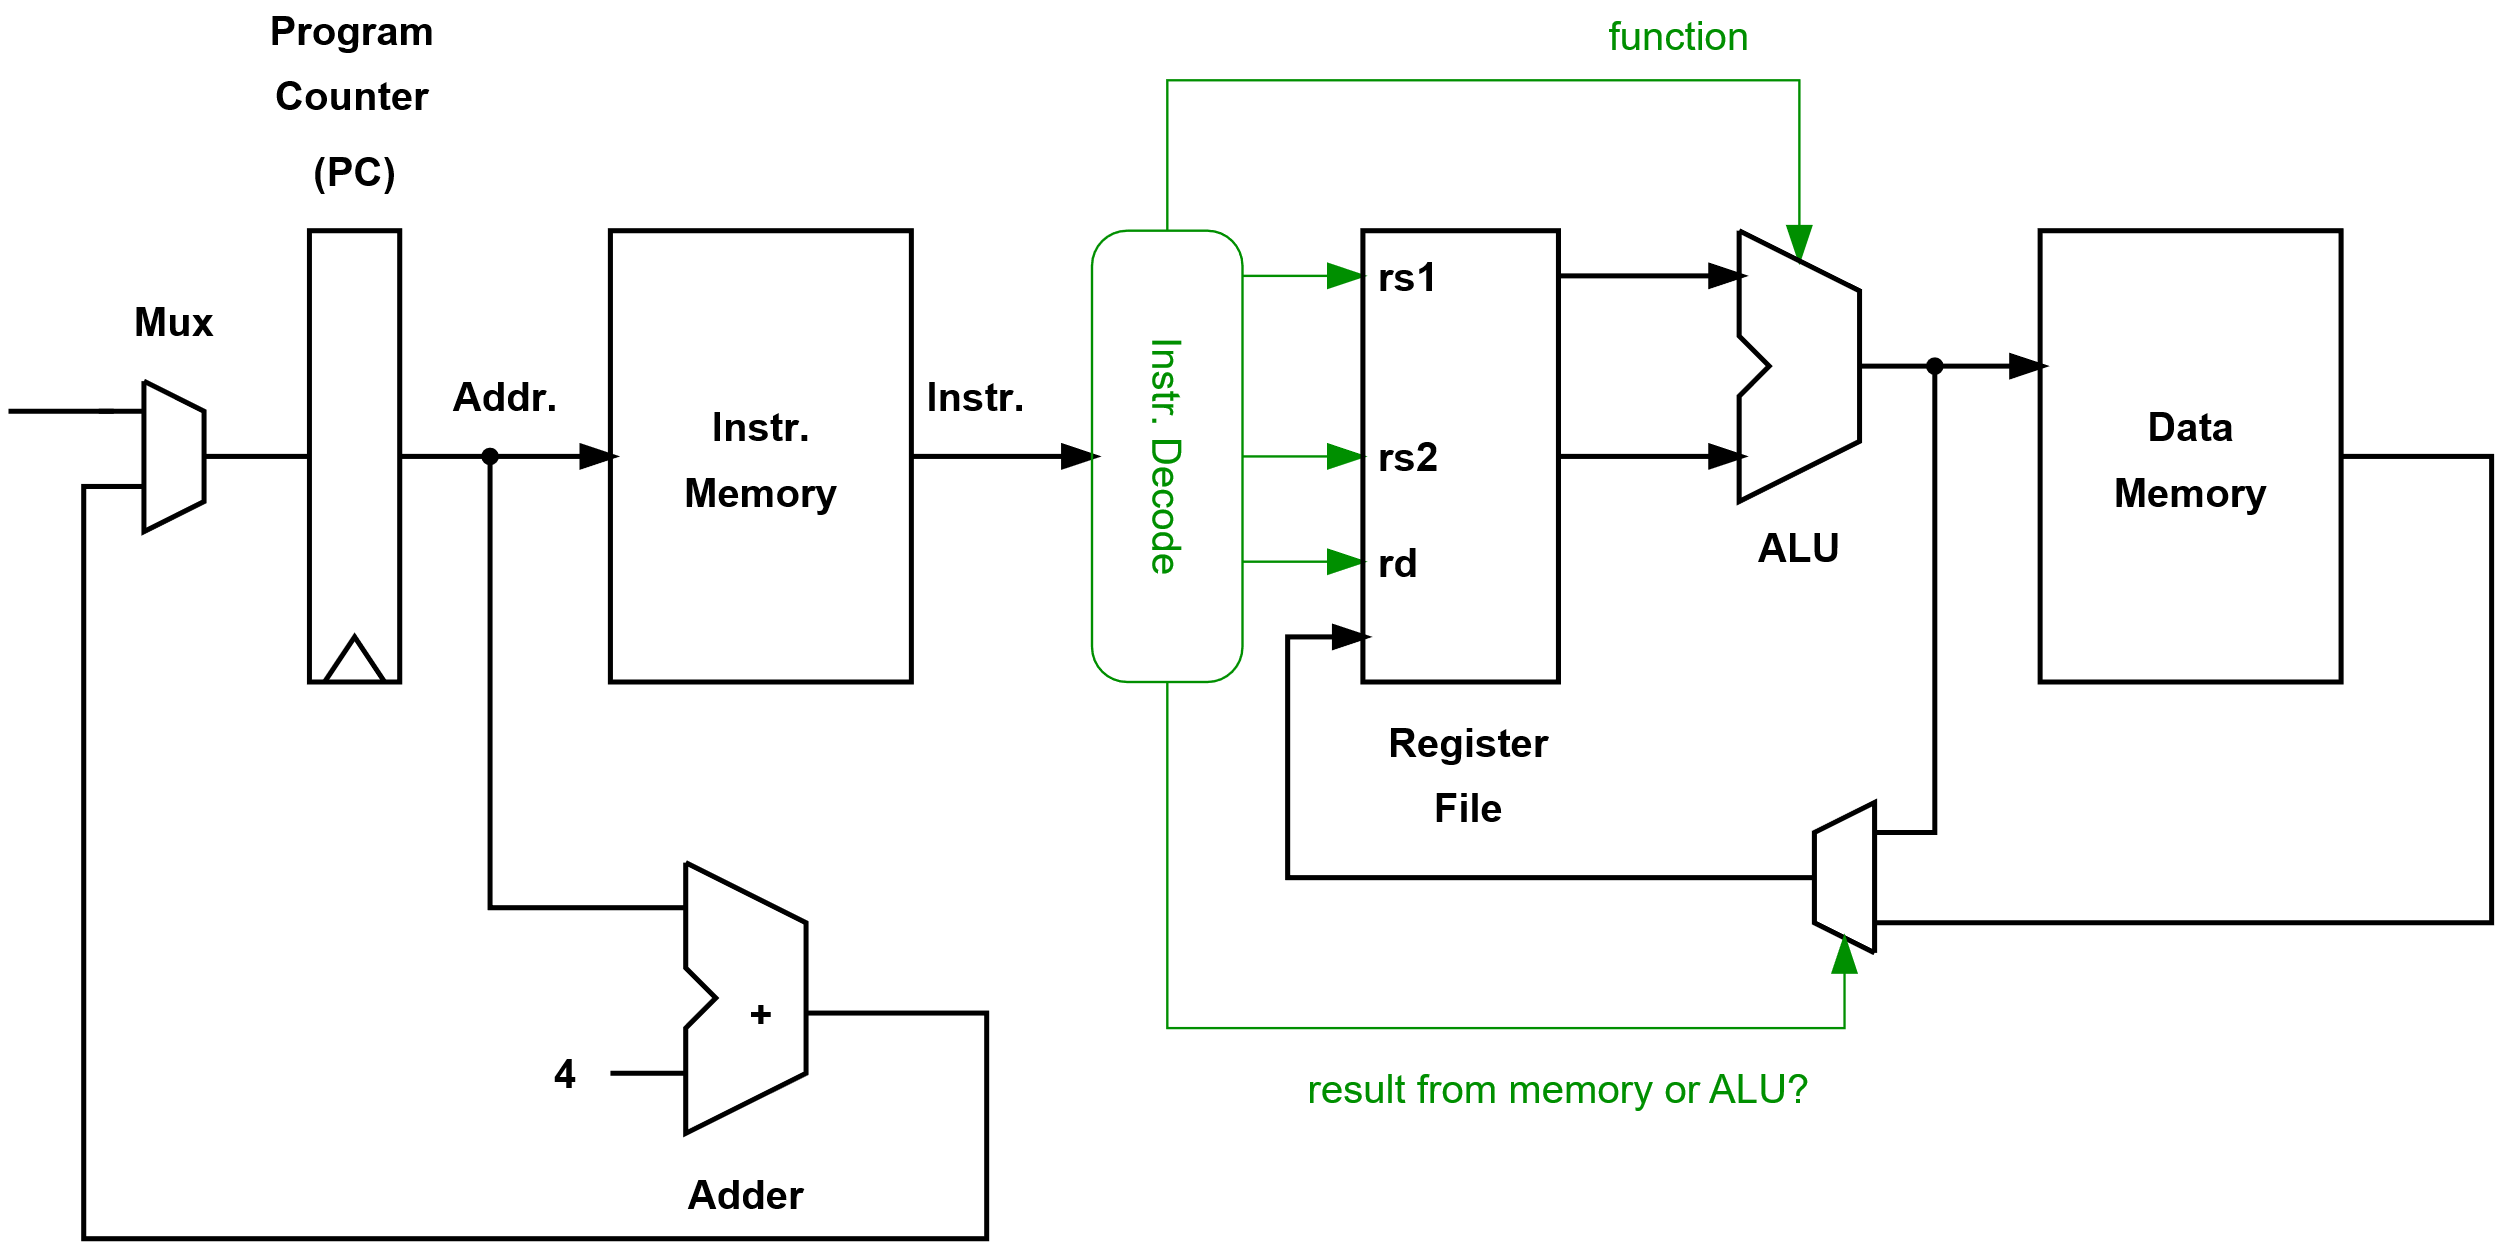 Program
Counter
(PC)
function
Mux
Addr.
Instr.
Memory
Instr.
Instr. Decode
rs1
rs2
rd
Register
File
ALU
Data
Memory
4
+
Adder
result from memory or ALU?